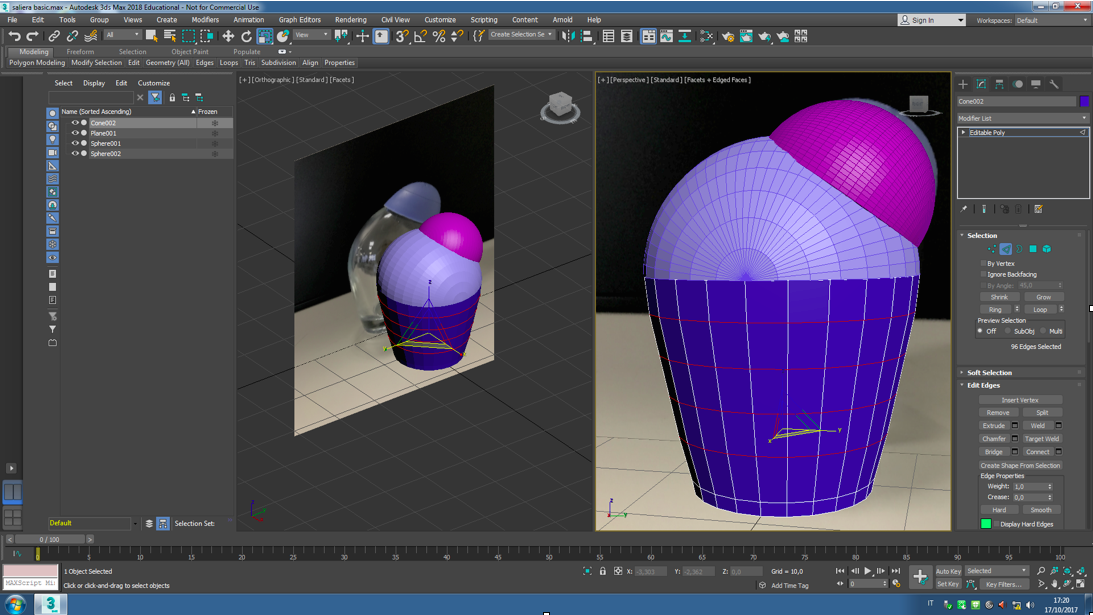 saliera basic.max - Autodesk 3ds Max 2018 Educational - Not for Commercial Use
File Edit Tools Group Views Create Modifiers Animation Graph Editors Rendering Civil View Customize Scripting Content Arnold Help
Sign In Workspaces: Default
All View Create Selection Se
Modeling Freeform Selection Object Paint Populate
Polygon Modeling Modify Selection Edit Geometry (All) Edges Loops Tris Subdivision Align Properties
Select Display Edit Customize
Name (Sorted Ascending) Frozen
Cone002
Plane001
Sphere001
Sphere002
[+] [Orthographic] [Standard] [Facets]
[+] [Perspective] [Standard] [Facets + Edged Faces]
z
y
z
y
x
z
y
Cone002
Modifier List
Editable Poly
Selection
By Vertex
Ignore Backfacing
By Angle: 45,0
Shrink Grow
Ring Loop
Preview Selection
Off SubObj Multi
96 Edges Selected
Soft Selection
Edit Edges
Insert Vertex
Remove Split
Extrude Weld
Chamfer Target Weld
Bridge Connect
Create Shape From Selection
Edge Properties
Weight: 1,0
Crease: 0,0
Hard Smooth
Display Hard Edges
Default Selection Set:
0 / 100
0 5 10 15 20 25 30 35 40 45 50 55 60 65 70 75 80 85 90 95 100
1 Object Selected
MAXScript Mi
Click or click-and-drag to select objects
X: -3,303 Y: -3,362 Z: 0,0 Grid = 10,0
Add Time Tag
Auto Key Selected
Set Key Key Filters...
0
IT 17:20
17/10/2017